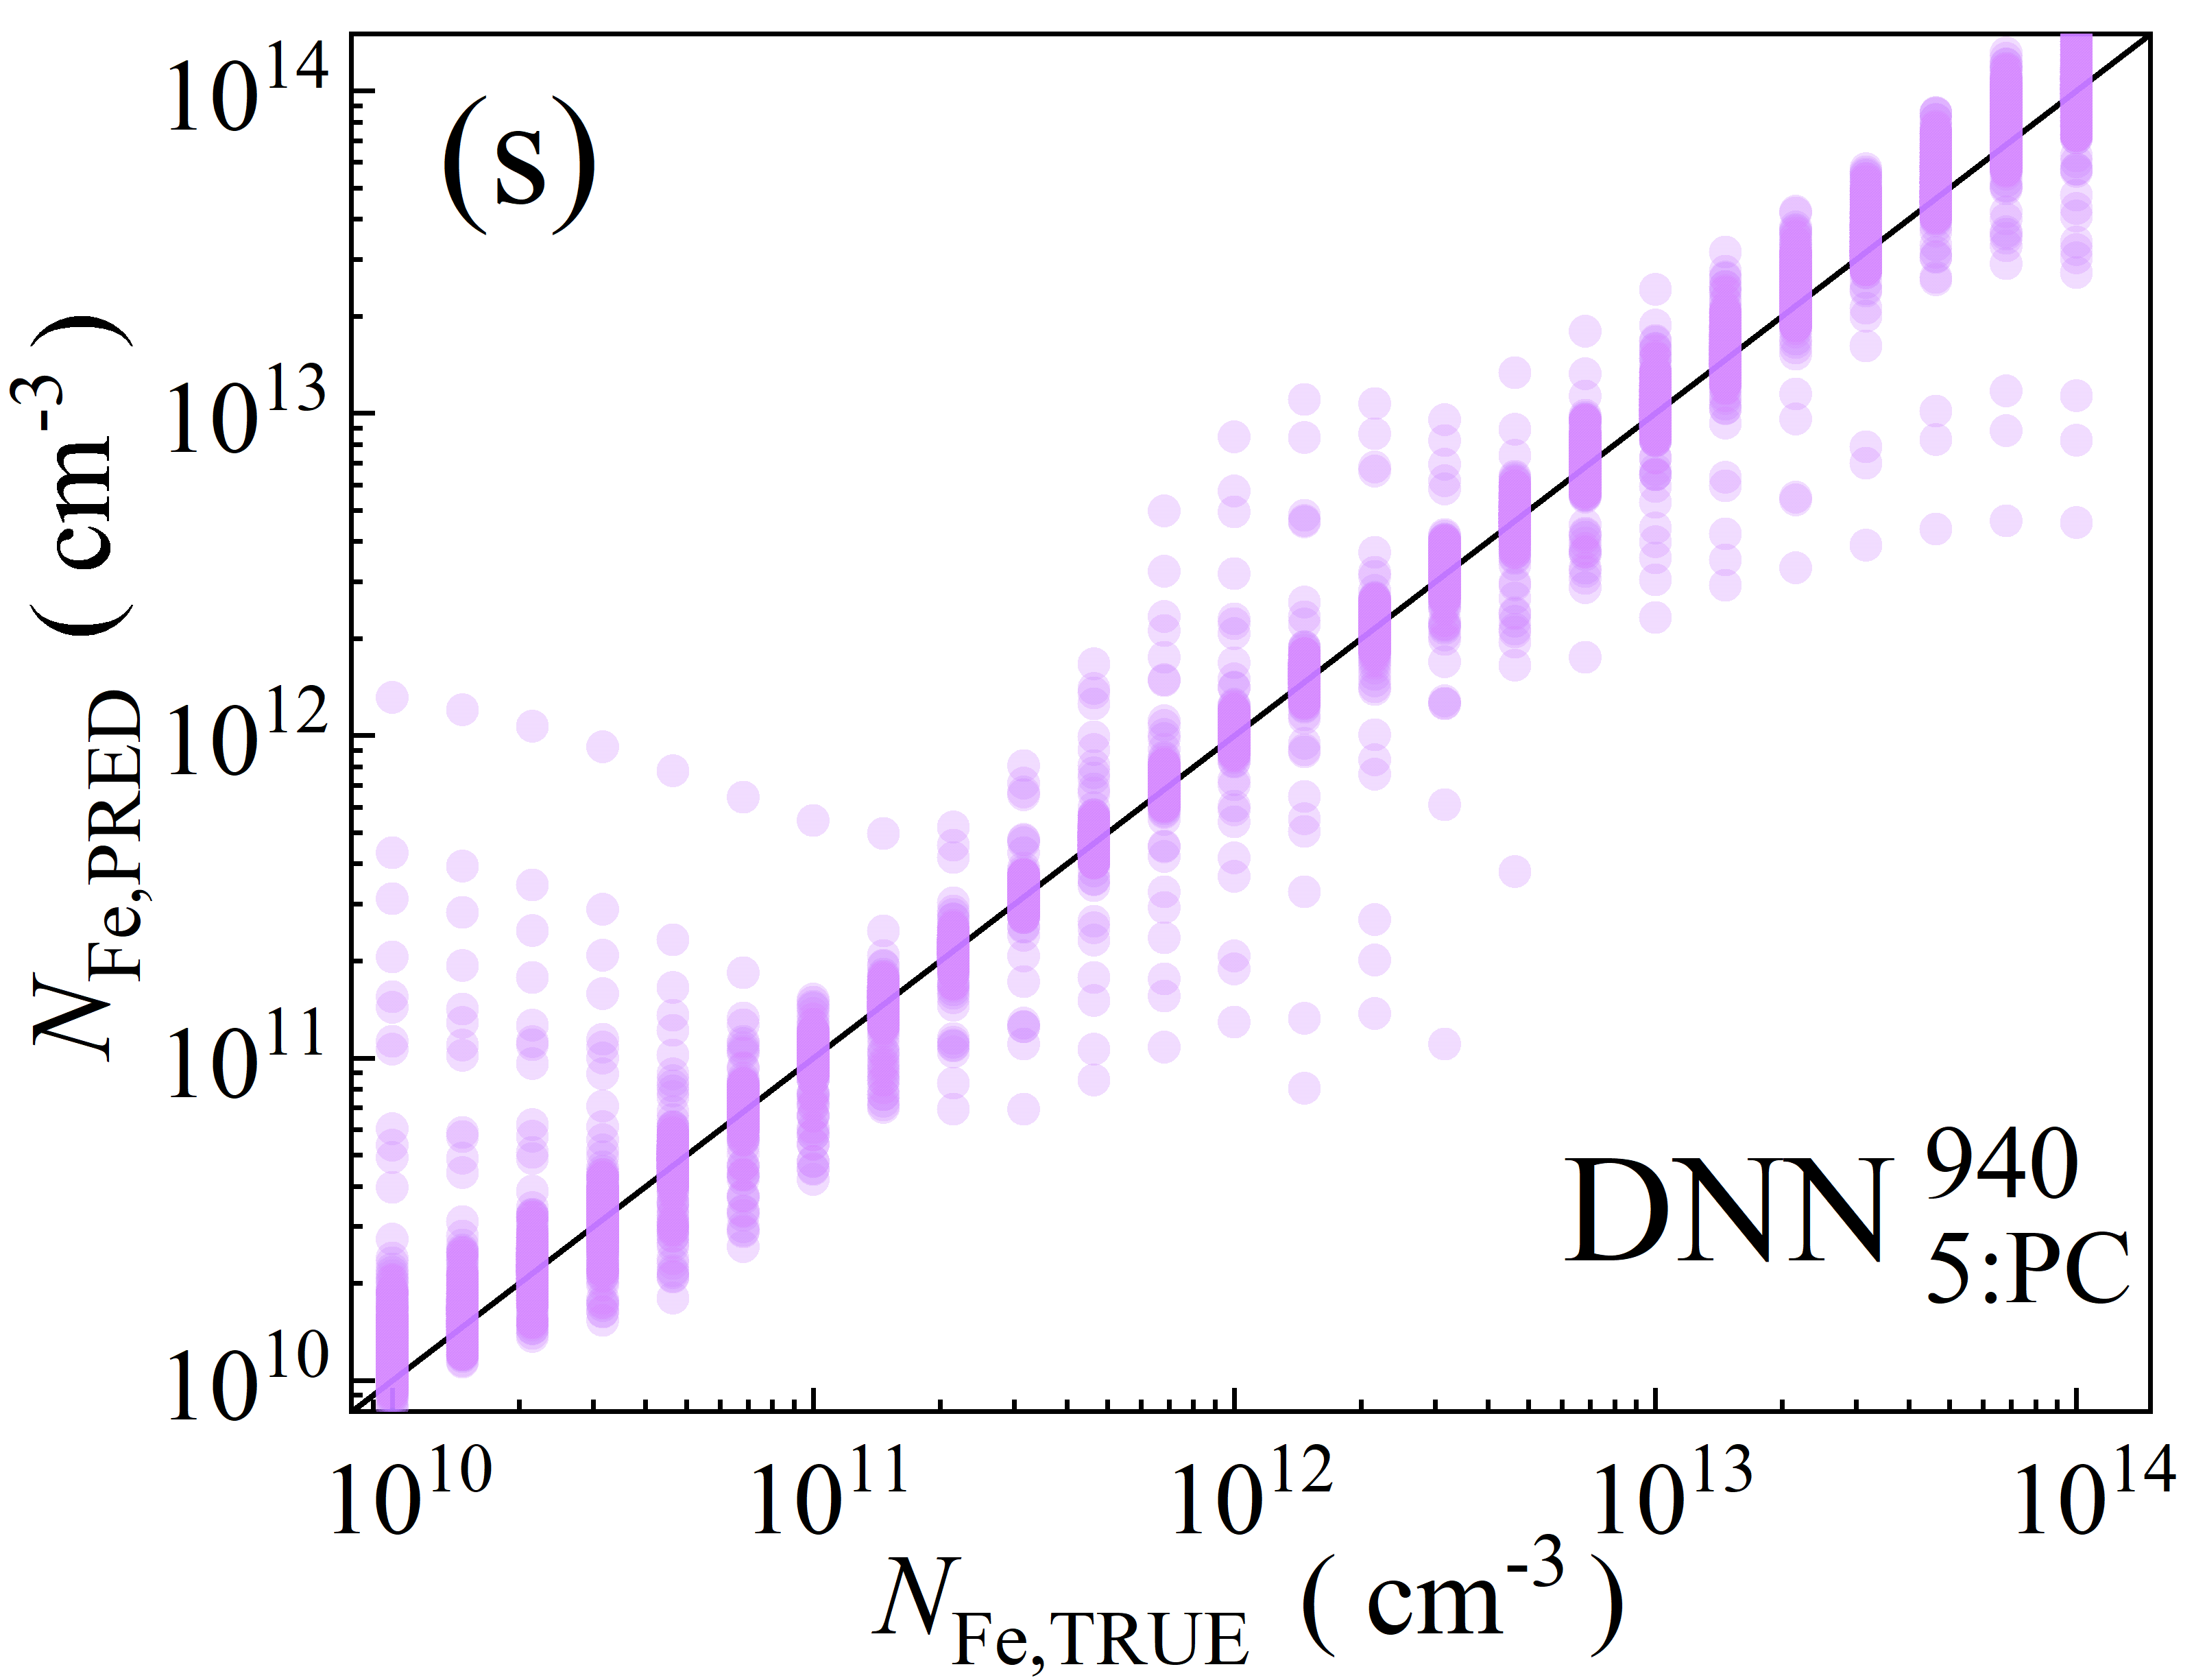 (s)
10^14
10^13
10^12
10^11
10^10
N_Fe,PRED ( cm^-3 )
DNN 940
5:PC
10^10 10^11 10^12 10^13 10^14
N_Fe,TRUE ( cm^-3 )